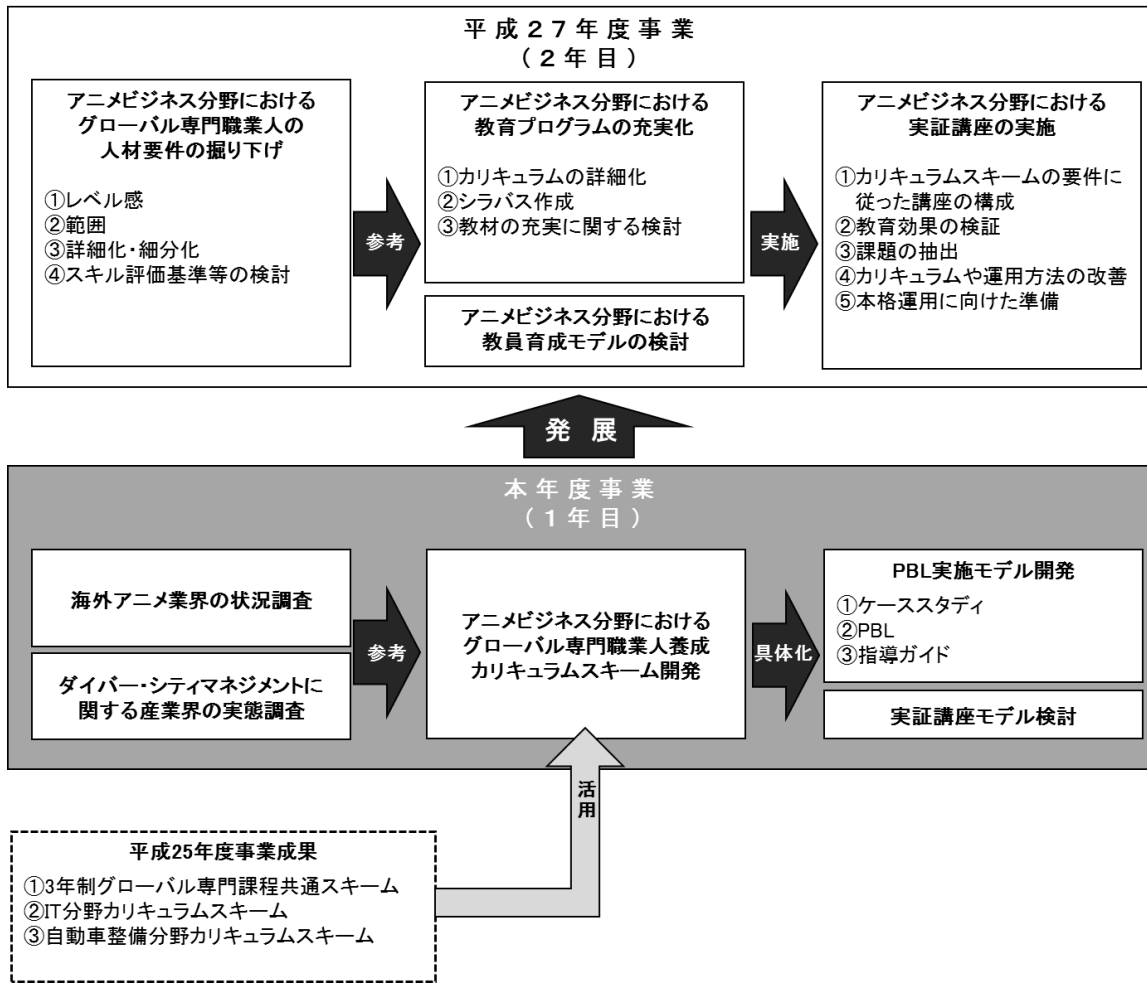 平成２７年度事業
（２年目）
アニメビジネス分野における
グローバル専門職業人の
人材要件の掘り下げ
①レベル感
②範囲
③詳細化・細分化
④スキル評価基準等の検討
参考
アニメビジネス分野における
教育プログラムの充実化
①カリキュラムの詳細化
②シラバス作成
③教材の充実に関する検討
アニメビジネス分野における
教員育成モデルの検討
実施
アニメビジネス分野における
実証講座の実施
①カリキュラムスキームの要件に
従った講座の構成
②教育効果の検証
③課題の抽出
④カリキュラムや運用方法の改善
⑤本格運用に向けた準備
発展
本年度事業
（１年目）
海外アニメ業界の状況調査
ダイバー・シティマネジメントに
関する産業界の実態調査
参考
アニメビジネス分野における
グローバル専門職業人養成
カリキュラムスキーム開発
具体化
PBL実施モデル開発
①ケーススタディ
②PBL
③指導ガイド
実証講座モデル検討
活用
平成25年度事業成果
①3年制グローバル専門課程共通スキーム
②IT分野カリキュラムスキーム
③自動車整備分野カリキュラムスキーム